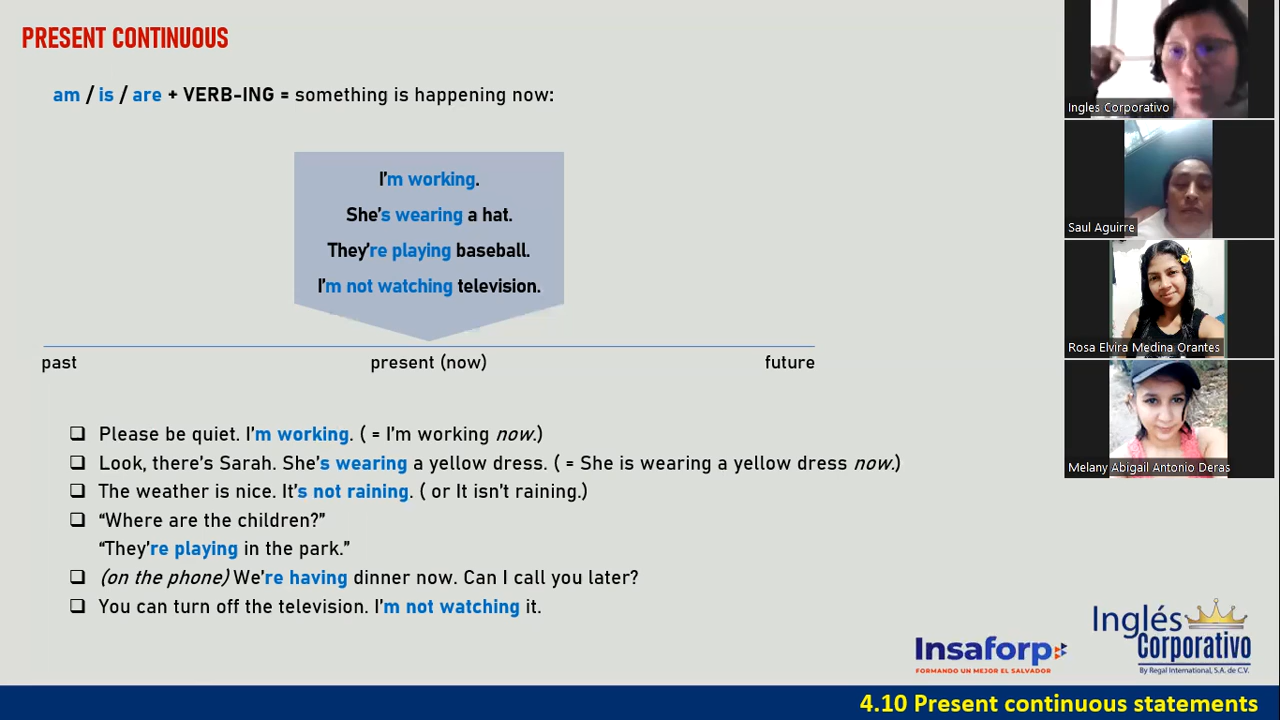 PRESENT CONTINUOUS
am / is / are + VERB-ING = something is happening now:
I'm working.
She's wearing a hat.
They're playing baseball.
I'm not watching television.
past
present (now)
future
❑ Please be quiet. I'm working. ( = I'm working now.)
❑ Look, there's Sarah. She's wearing a yellow dress. ( = She is wearing a yellow dress now.)
❑ The weather is nice. It's not raining. ( or It isn't raining.)
❑ “Where are the children?”
“They're playing in the park.”
❑ (on the phone) We're having dinner now. Can I call you later?
❑ You can turn off the television. I'm not watching it.
Ingles Corporativo
Saul Aguirre
Rosa Elvira Medina Orantes
Melany Abigail Antonio Deras
Insaforp
FORMANDO UN MEJOR EL SALVADOR
Inglés
Corporativo
By Regal International, S.A. de C.V.
4.10 Present continuous statements